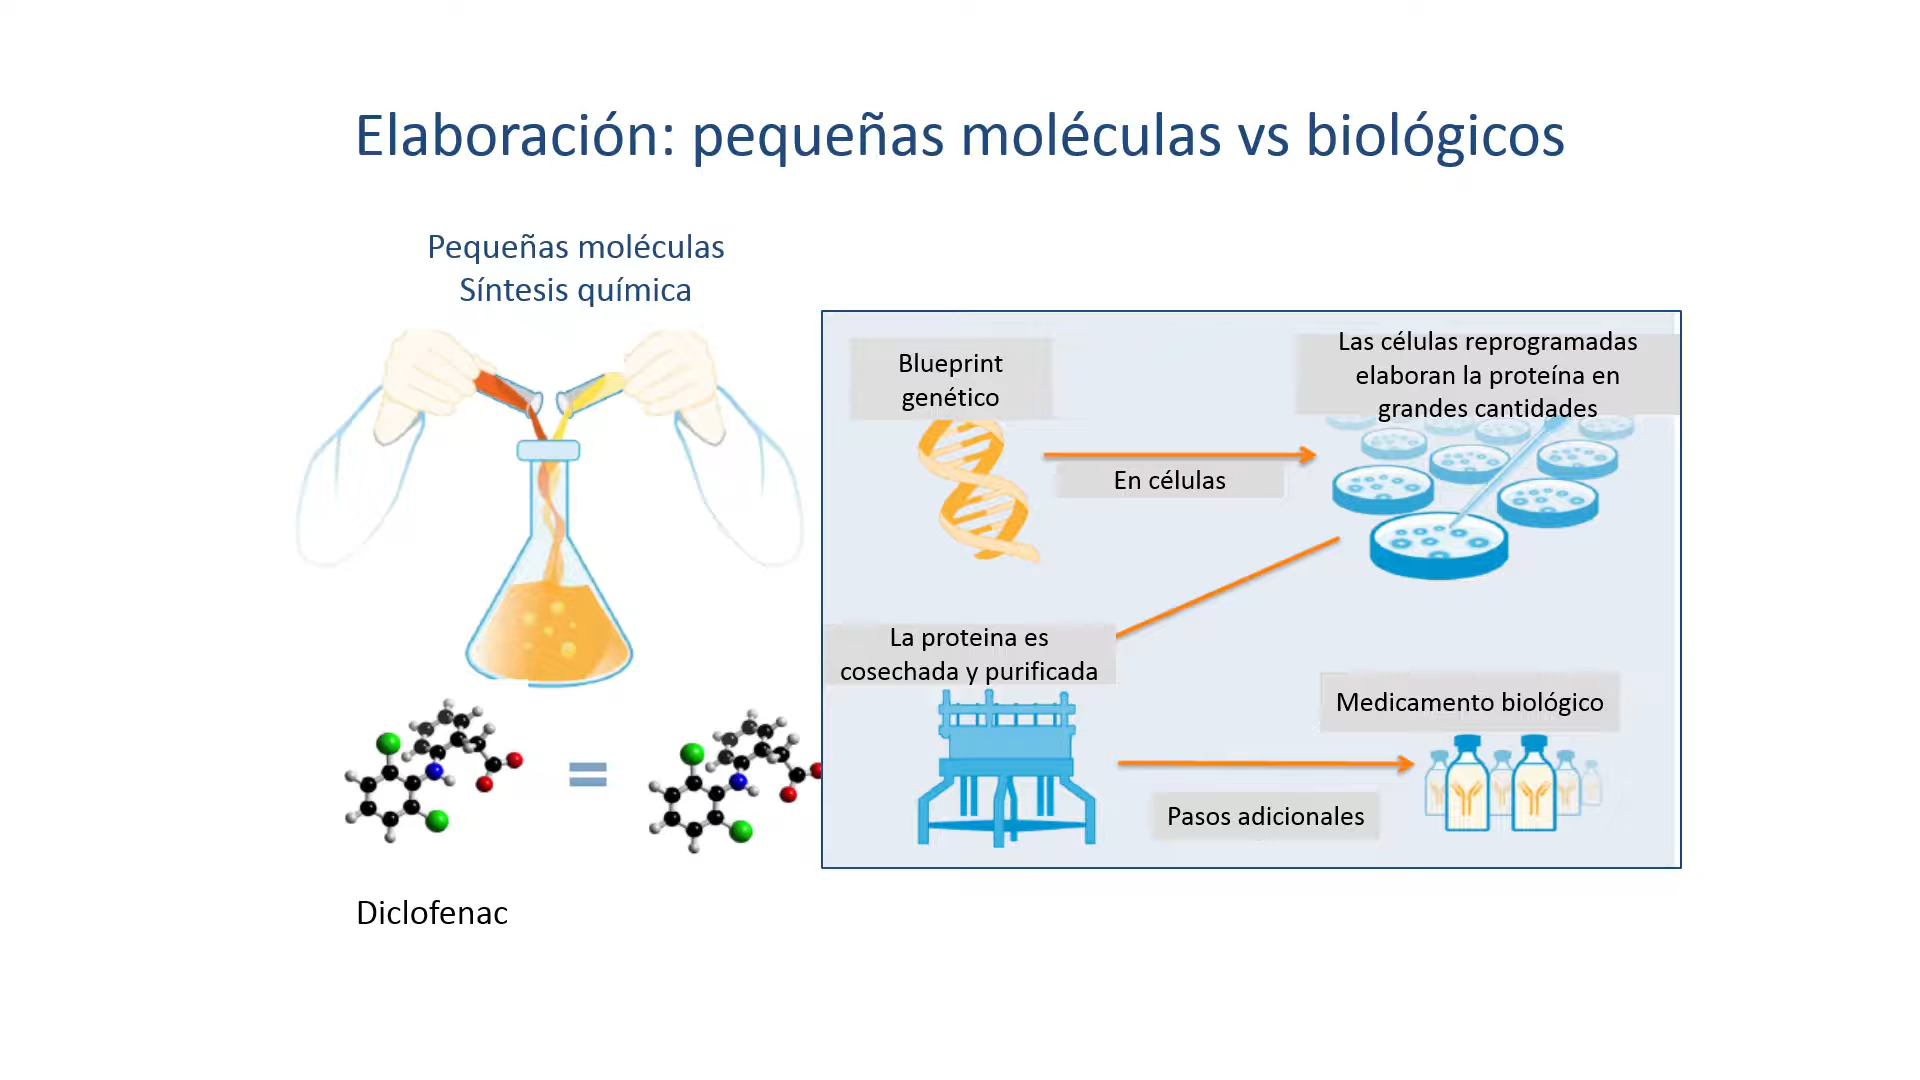 Elaboración: pequeñas moléculas vs biológicos
Pequeñas moléculas
Síntesis química
Blueprint
genético
En células
Las células reprogramadas
elaboran la proteína en
grandes cantidades
La proteina es
cosechada y purificada
Pasos adicionales
Medicamento biológico
Diclofenac